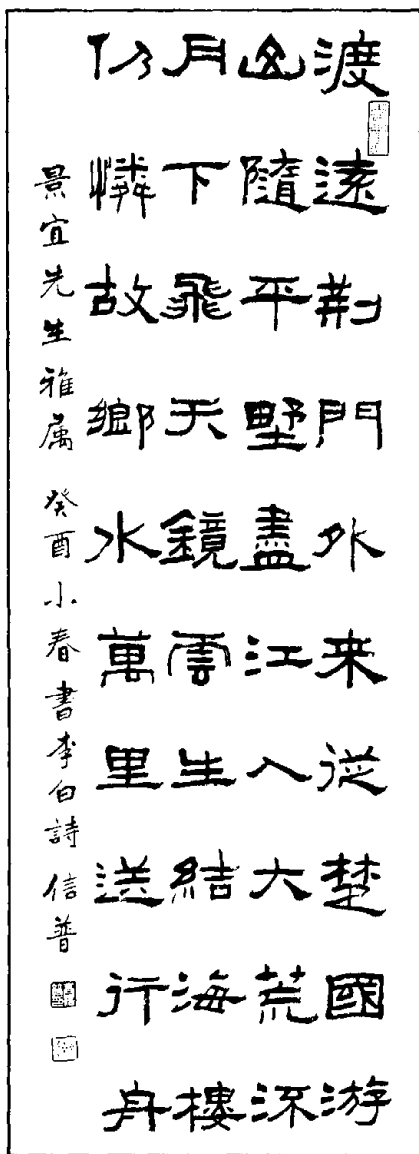 渡遠荆門外来從楚國游
山隨平野盡江入大荒流
月下飛天鏡雲生結海樓
仍憐故鄉水萬里送行舟
景宜先生雅属 癸酉小春書李白詩 信普